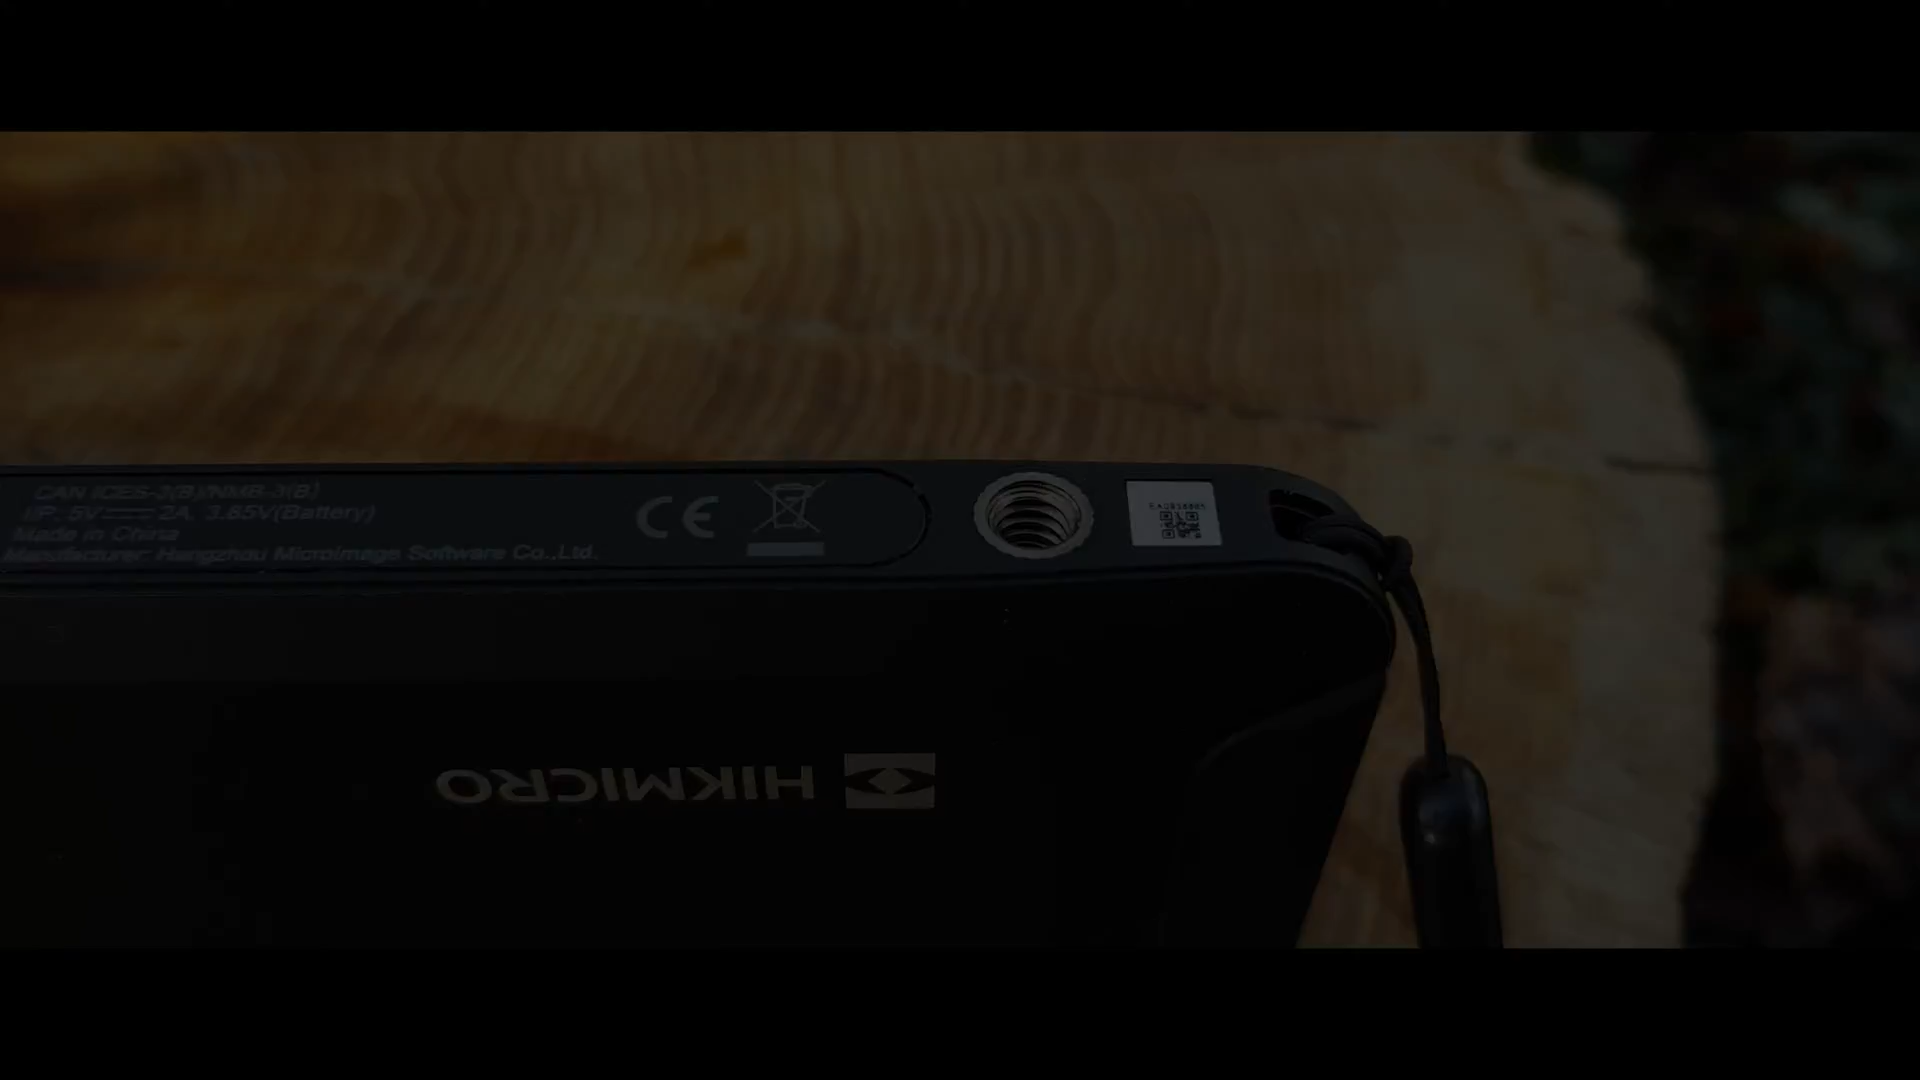 CAN ICES-3(B)/NMB-3(B)
I/P: 5V⎓2A, 3.85V(Battery)
Made in China
Manufacturer: Hangzhou Microimage Software Co.,Ltd.
CE
HIKMICRO